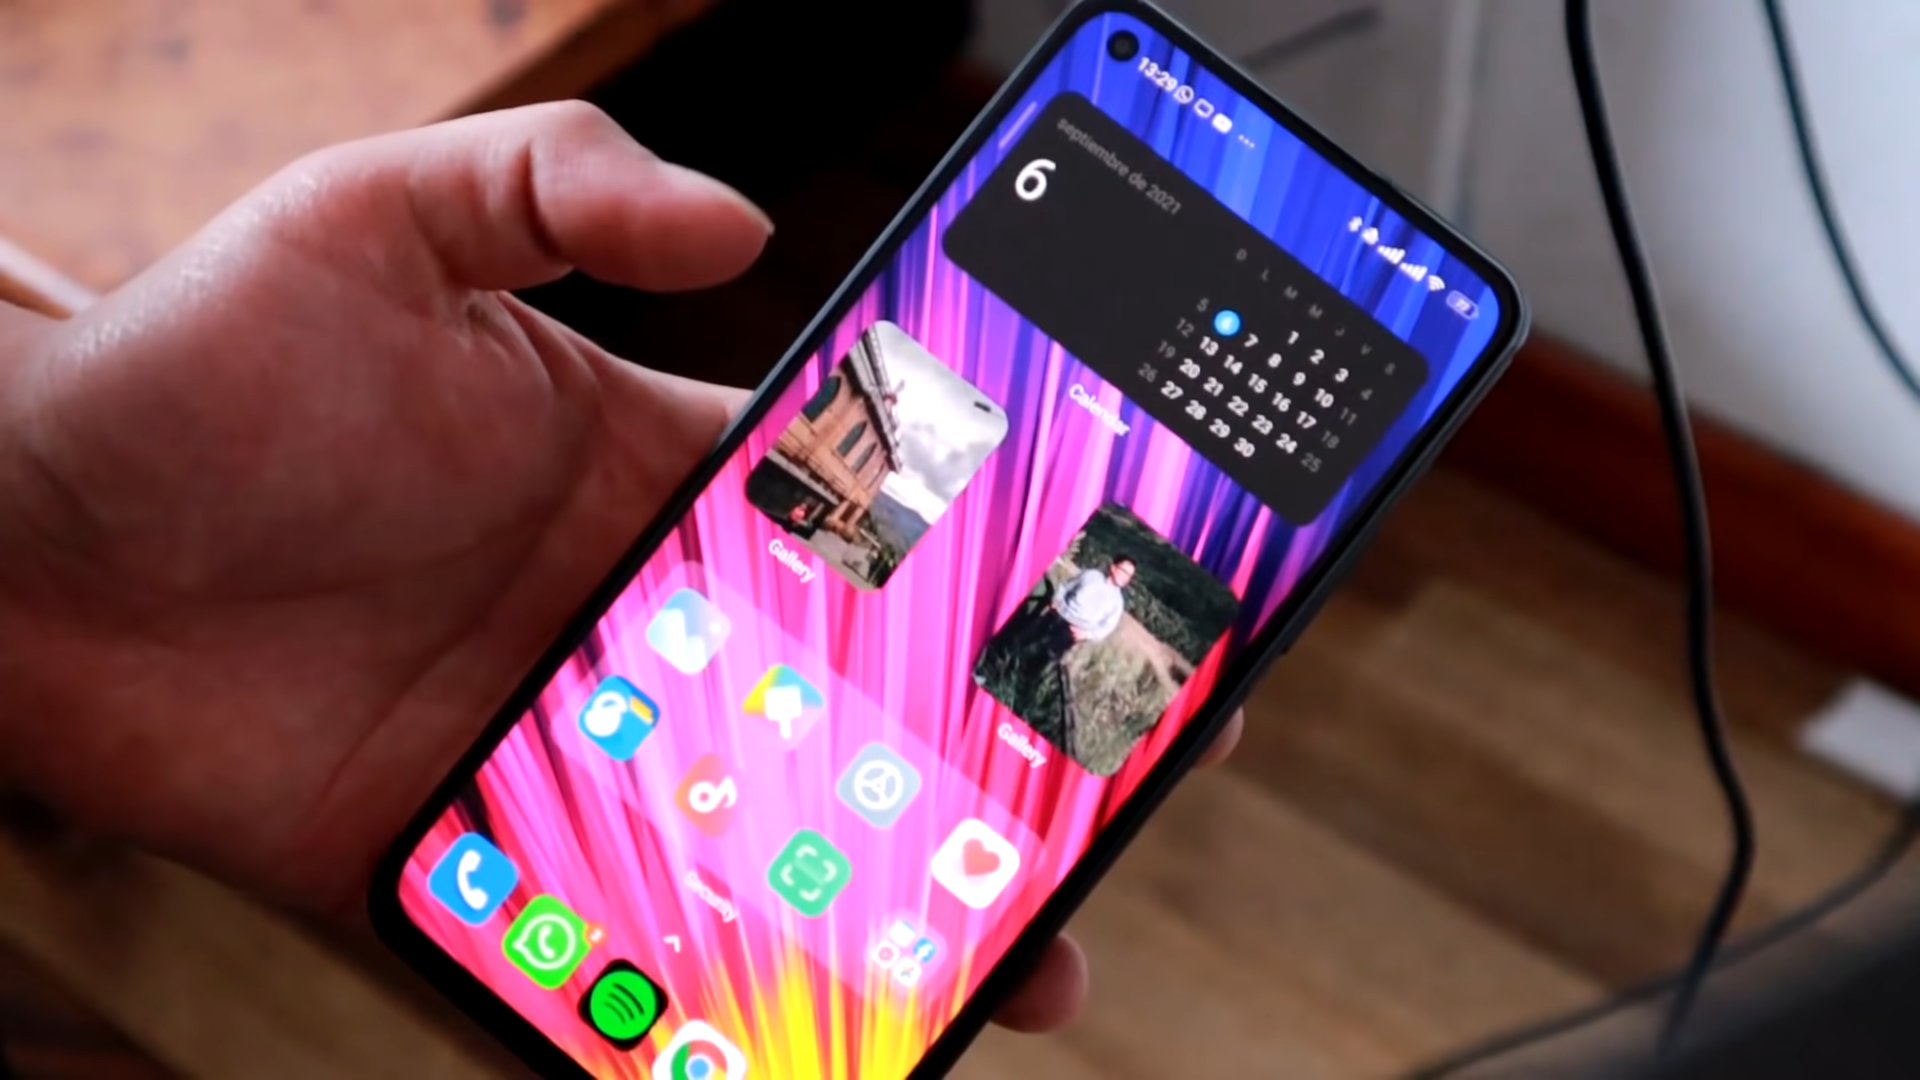 13:29
septiembre de 2021
6
D L M M J V S
1 2 3 4
5 6 7 8 9 10 11
12 13 14 15 16 17 18
19 20 21 22 23 24 25
26 27 28 29 30
Calendar
Gallery
Gallery
Security